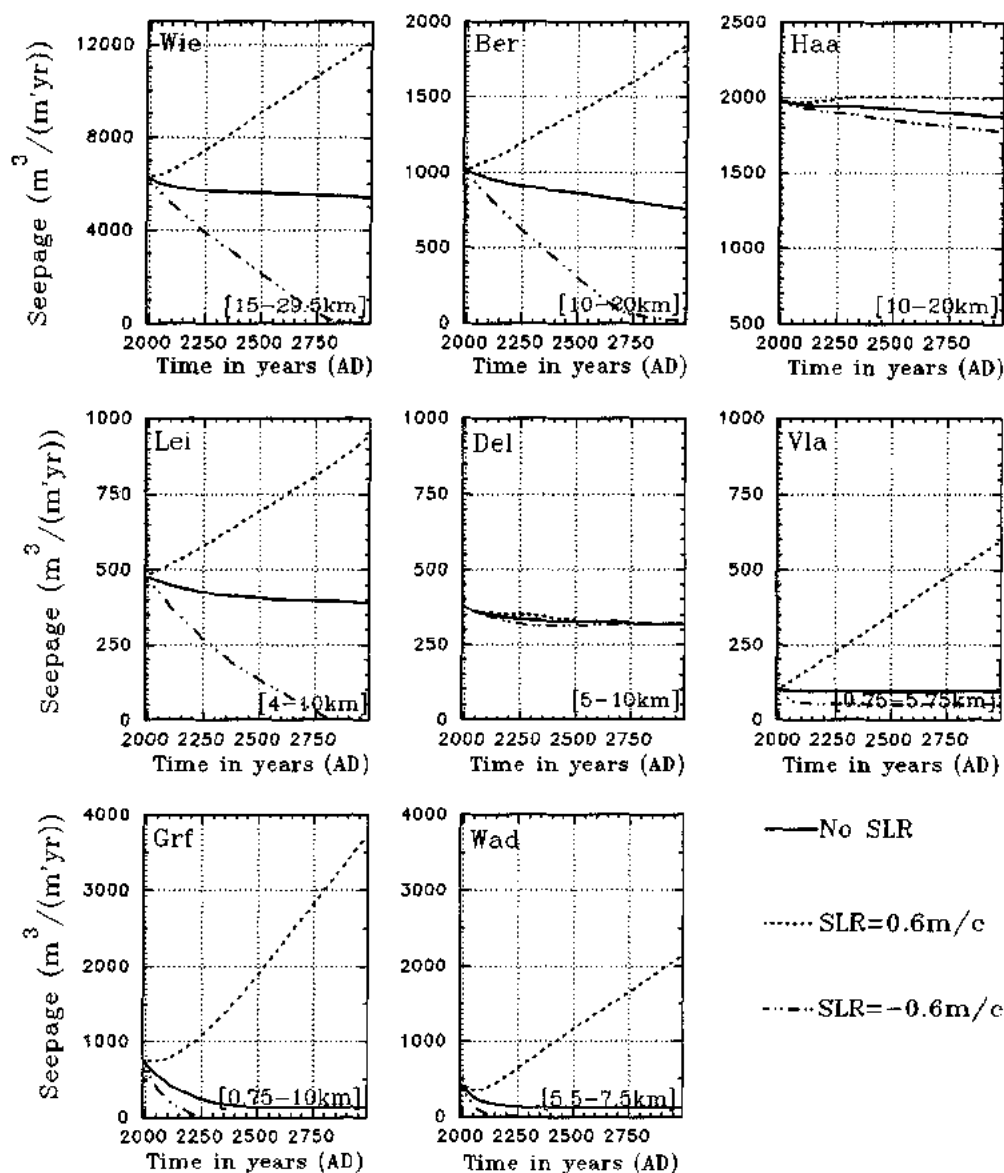 Seepage (m³/(m'yr))
12000
8000
4000
0
Wie
[15-29.5km]
2000 2250 2500 2750
Time in years (AD)
2000
1500
1000
500
0
Ber
[10-20km]
2000 2250 2500 2750
Time in years (AD)
2500
2000
1500
1000
500
Haa
[10-20km]
2000 2250 2500 2750
Time in years (AD)
Seepage (m³/(m'yr))
1000
750
500
250
0
Lei
[4-10km]
2000 2250 2500 2750
Time in years (AD)
1000
750
500
250
0
Del
[5-10km]
2000 2250 2500 2750
Time in years (AD)
1000
750
500
250
0
Vla
[0.75-5.75km]
2000 2250 2500 2750
Time in years (AD)
Seepage (m³/(m'yr))
4000
3000
2000
1000
0
Grf
[0.75-10km]
2000 2250 2500 2750
Time in years (AD)
4000
3000
2000
1000
0
Wad
[5.5-7.5km]
2000 2250 2500 2750
Time in years (AD)
No SLR
SLR=0.6m/c
SLR=-0.6m/c